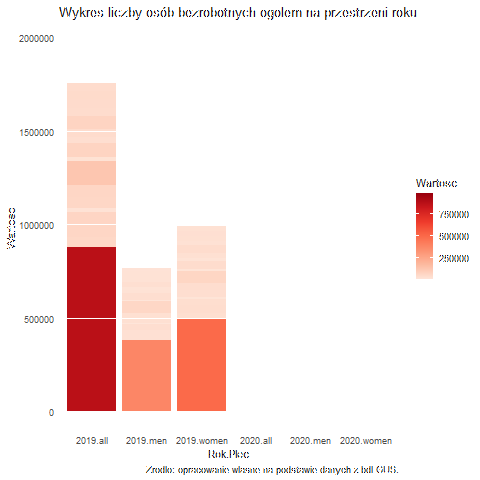 Wykres liczby osób bezrobotnych ogolem na przestrzeni roku
2000000
1500000
1000000
500000
0
Wartosc
2019.all 2019.men 2019.women 2020.all 2020.men 2020.women
Rok.Plec
Zrodlo: opracowanie wlasne na podstawie danych z bdl GUS.
Wartosc
750000
500000
250000